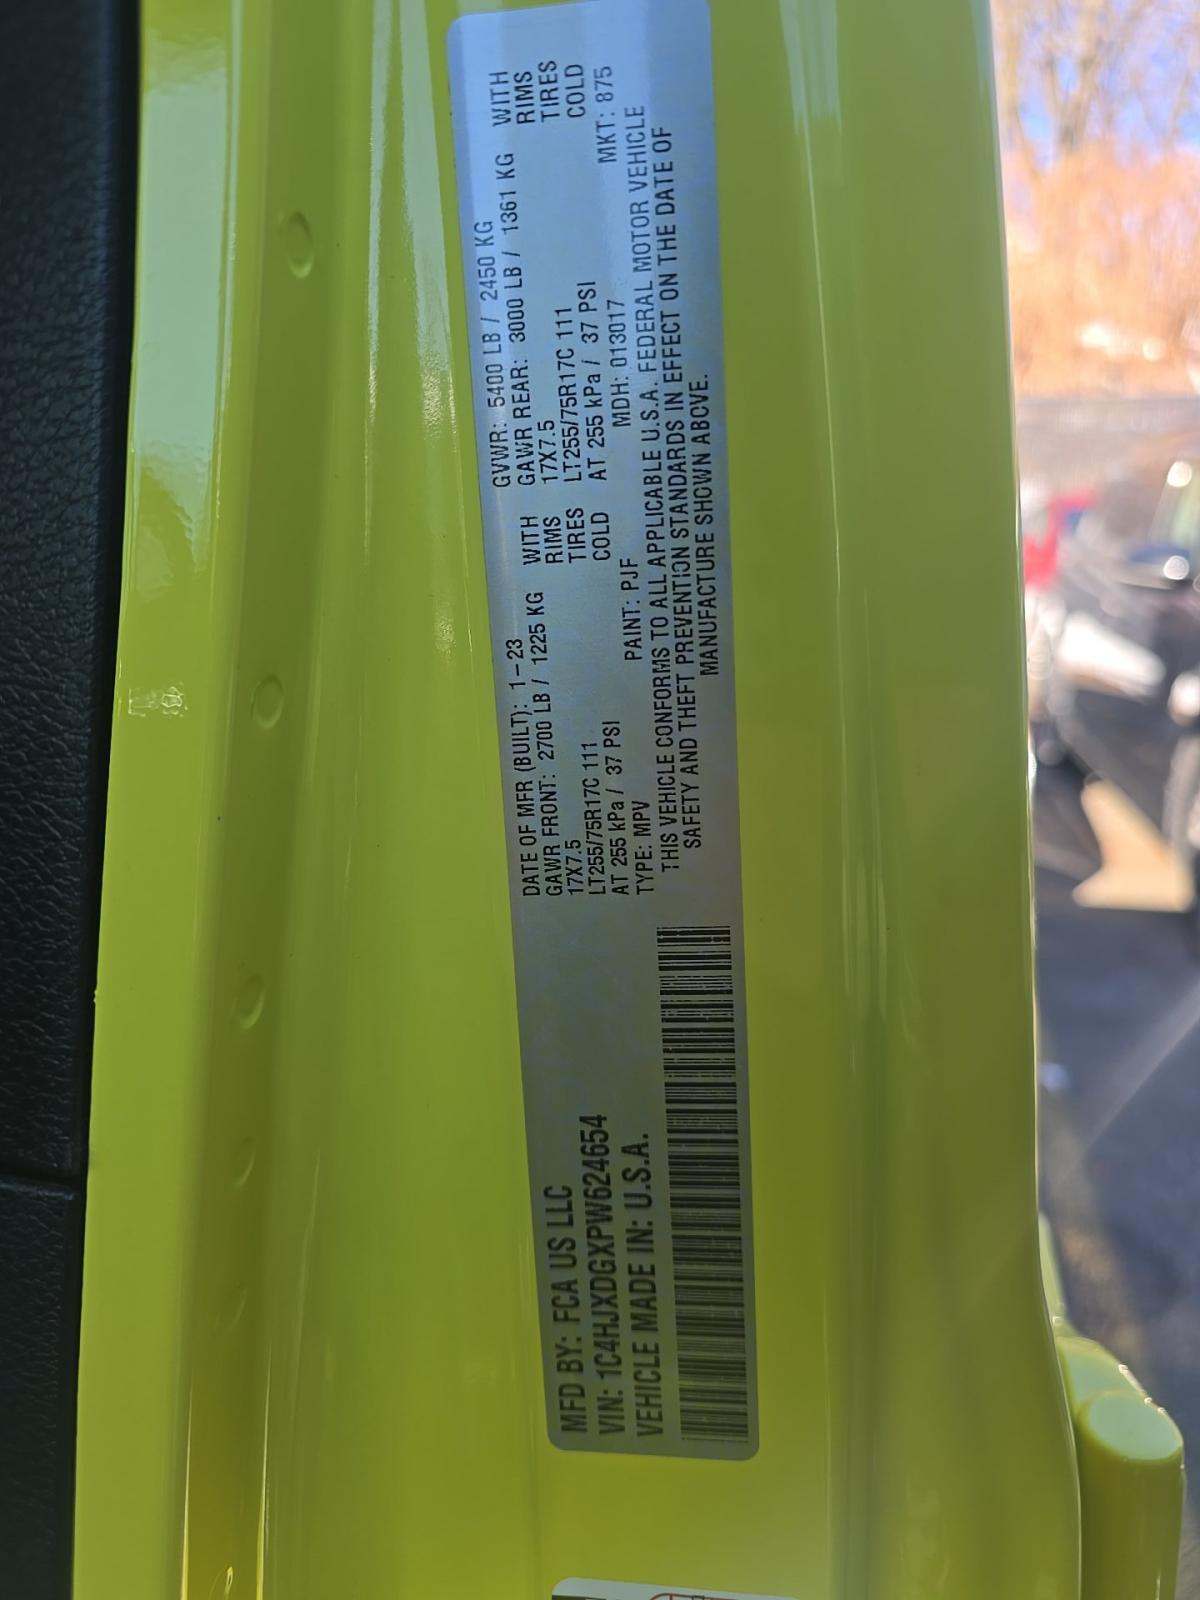 MFD BY: FCA US LLC
VIN: 1C4HJXDGXPW624654
VEHICLE MADE IN: U.S.A.
DATE OF MFR (BUILT): 1-23 GVWR: 5400 LB / 2450 KG
GAWR FRONT: 2700 LB / 1225 KG WITH GAWR REAR: 3000 LB / 1361 KG WITH
17X7.5 RIMS 17X7.5 RIMS
LT255/75R17C 111 TIRES LT255/75R17C 111 TIRES
AT 255 kPa / 37 PSI COLD AT 255 kPa / 37 PSI COLD
TYPE: MPV PAINT: PJF MDH: 013017 MKT: 875
THIS VEHICLE CONFORMS TO ALL APPLICABLE U.S.A. FEDERAL MOTOR VEHICLE
SAFETY AND THEFT PREVENTION STANDARDS IN EFFECT ON THE DATE OF
MANUFACTURE SHOWN ABOVE.